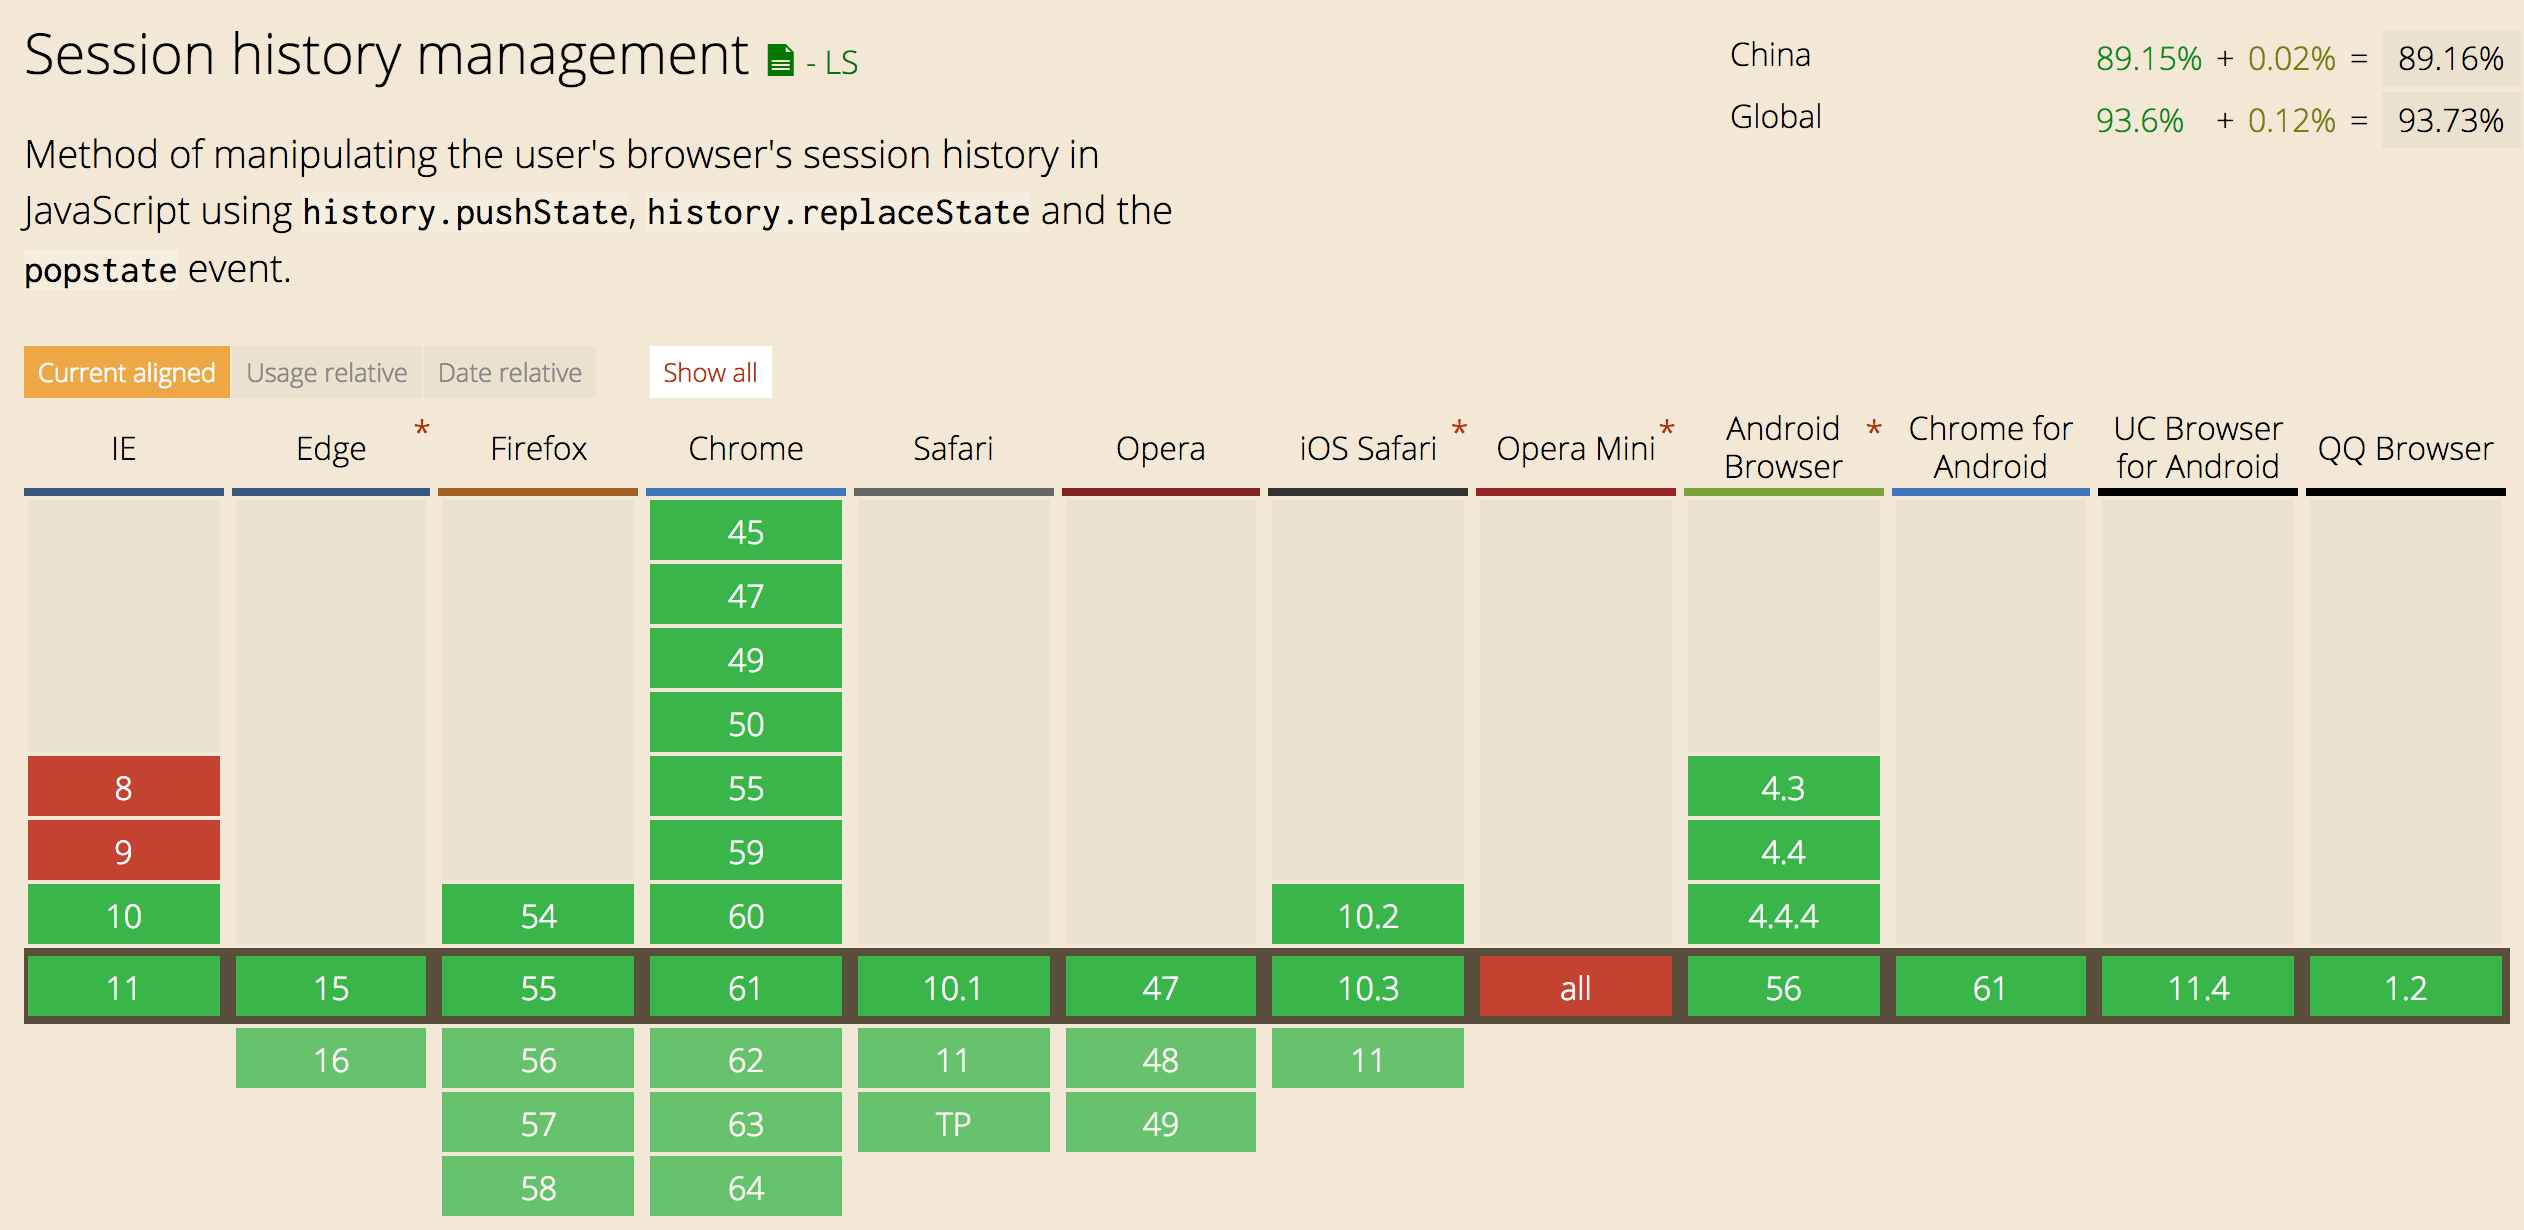 Session history management - LS
China 89.15% + 0.02% = 89.16%
Global 93.6% + 0.12% = 93.73%
Method of manipulating the user's browser's session history in
JavaScript using history.pushState, history.replaceState and the
popstate event.
Current aligned Usage relative Date relative Show all
IE Edge * Firefox Chrome Safari Opera iOS Safari * Opera Mini * Android Browser * Chrome for Android UC Browser for Android QQ Browser
45
47
49
50
8 55 4.3
9 59 4.4
10 54 60 10.2 4.4.4
11 15 55 61 10.1 47 10.3 all 56 61 11.4 1.2
16 56 62 11 48 11
57 63 TP 49
58 64